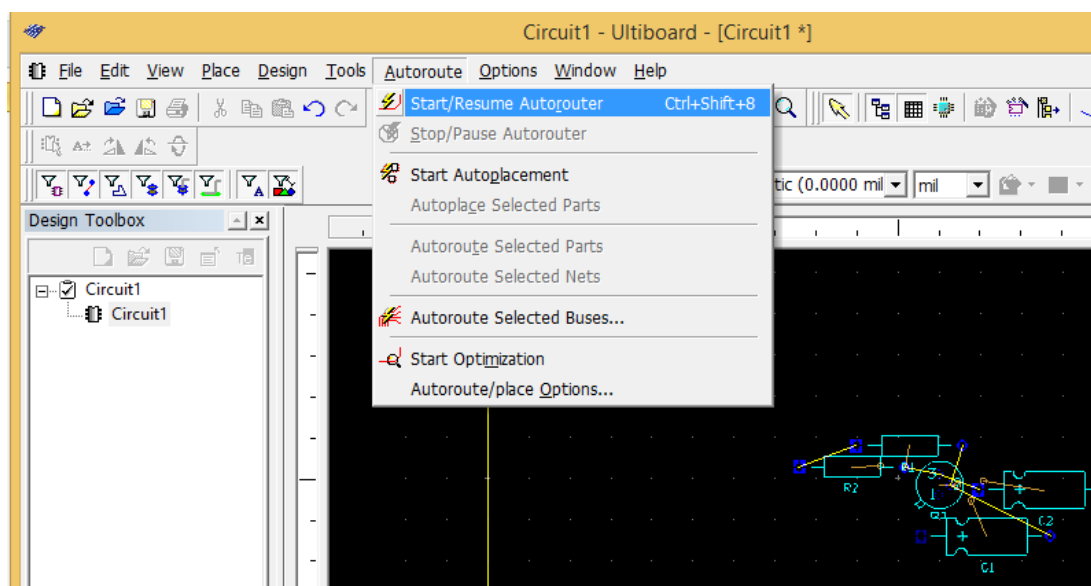 Circuit1 - Ultiboard - [Circuit1 *]
File Edit View Place Design Tools Autoroute Options Window Help
Start/Resume Autorouter Ctrl+Shift+8
Stop/Pause Autorouter
Start Autoplacement
Autoplace Selected Parts
Autoroute Selected Parts
Autoroute Selected Nets
Autoroute Selected Buses...
Start Optimization
Autoroute/place Options...
tic (0.0000 mil mil
Design Toolbox
Circuit1
Circuit1
R2
C2
C1